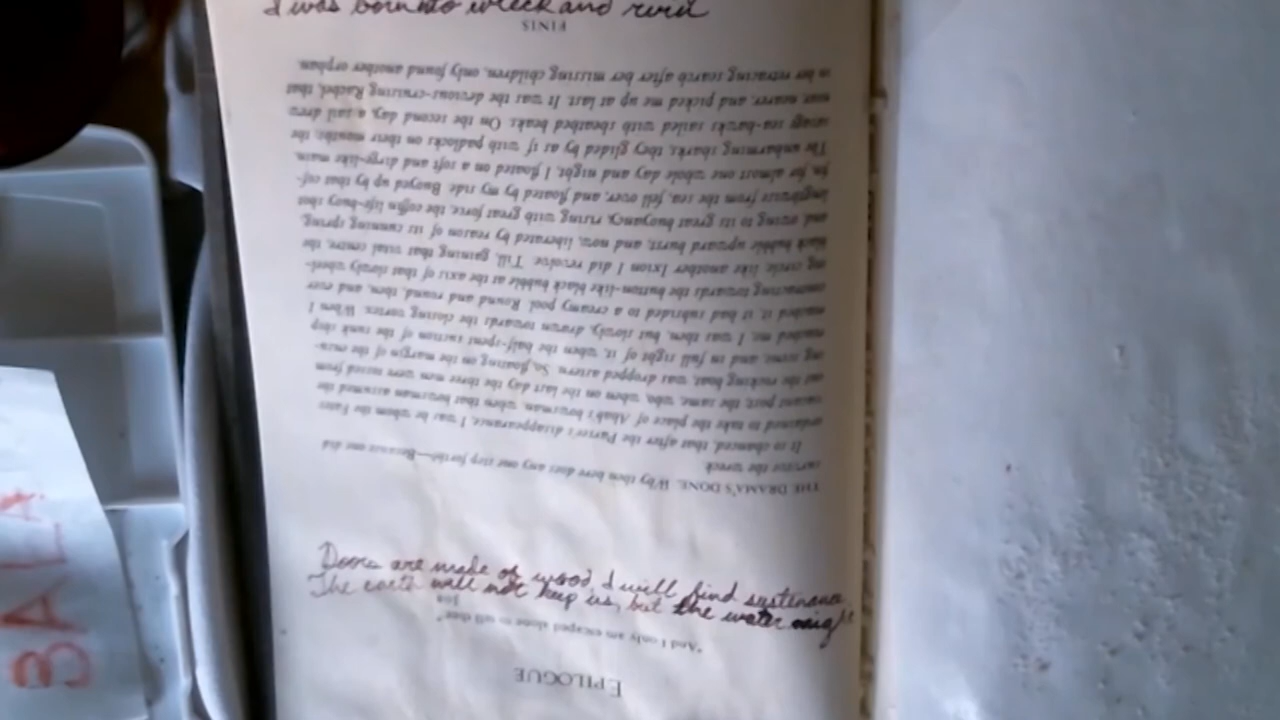 I was born into wreck and ruin
Doors are made of wood I will find sustenance
The earth will not keep us, but the water might
EPILOGUE
"And I only am escaped alone to tell thee"
Job
THE DRAMA'S DONE. Why then here does any one step forth?—Because one did
survive the wreck.
It so chanced, that after the Parsee's disappearance, I was he whom the Fates
ordained to take the place of Ahab's bowsman, when that bowsman assumed the
vacant post; the same, who, when on the last day the three men were tossed from
out the rocking boat, was dropped astern. So, floating on the margin of the ensu-
ing scene, and in full sight of it, when the half-spent suction of the sunk ship
reached me, I was then, but slowly, drawn towards the closing vortex. When I
reached it, it had subsided to a creamy pool. Round and round, then, and ever
contracting towards the button-like black bubble at the axis of that slowly wheel-
ing circle, like another Ixion I did revolve. Till, gaining that vital centre, the
black bubble upward burst; and now, liberated by reason of its cunning spring,
and owing to its great buoyancy, rising with great force, the coffin life-buoy shot
lengthwise from the sea, fell over, and floated by my side. Buoyed up by that cof-
fin, for almost one whole day and night, I floated on a soft and dirge-like main.
The unharming sharks, they glided by as if with padlocks on their mouths; the
savage sea-hawks sailed with sheathed beaks. On the second day, a sail drew
near, nearer, and picked me up at last. It was the devious-cruising Rachel, that
in her retracing search after her missing children, only found another orphan.
FINIS
BALEA